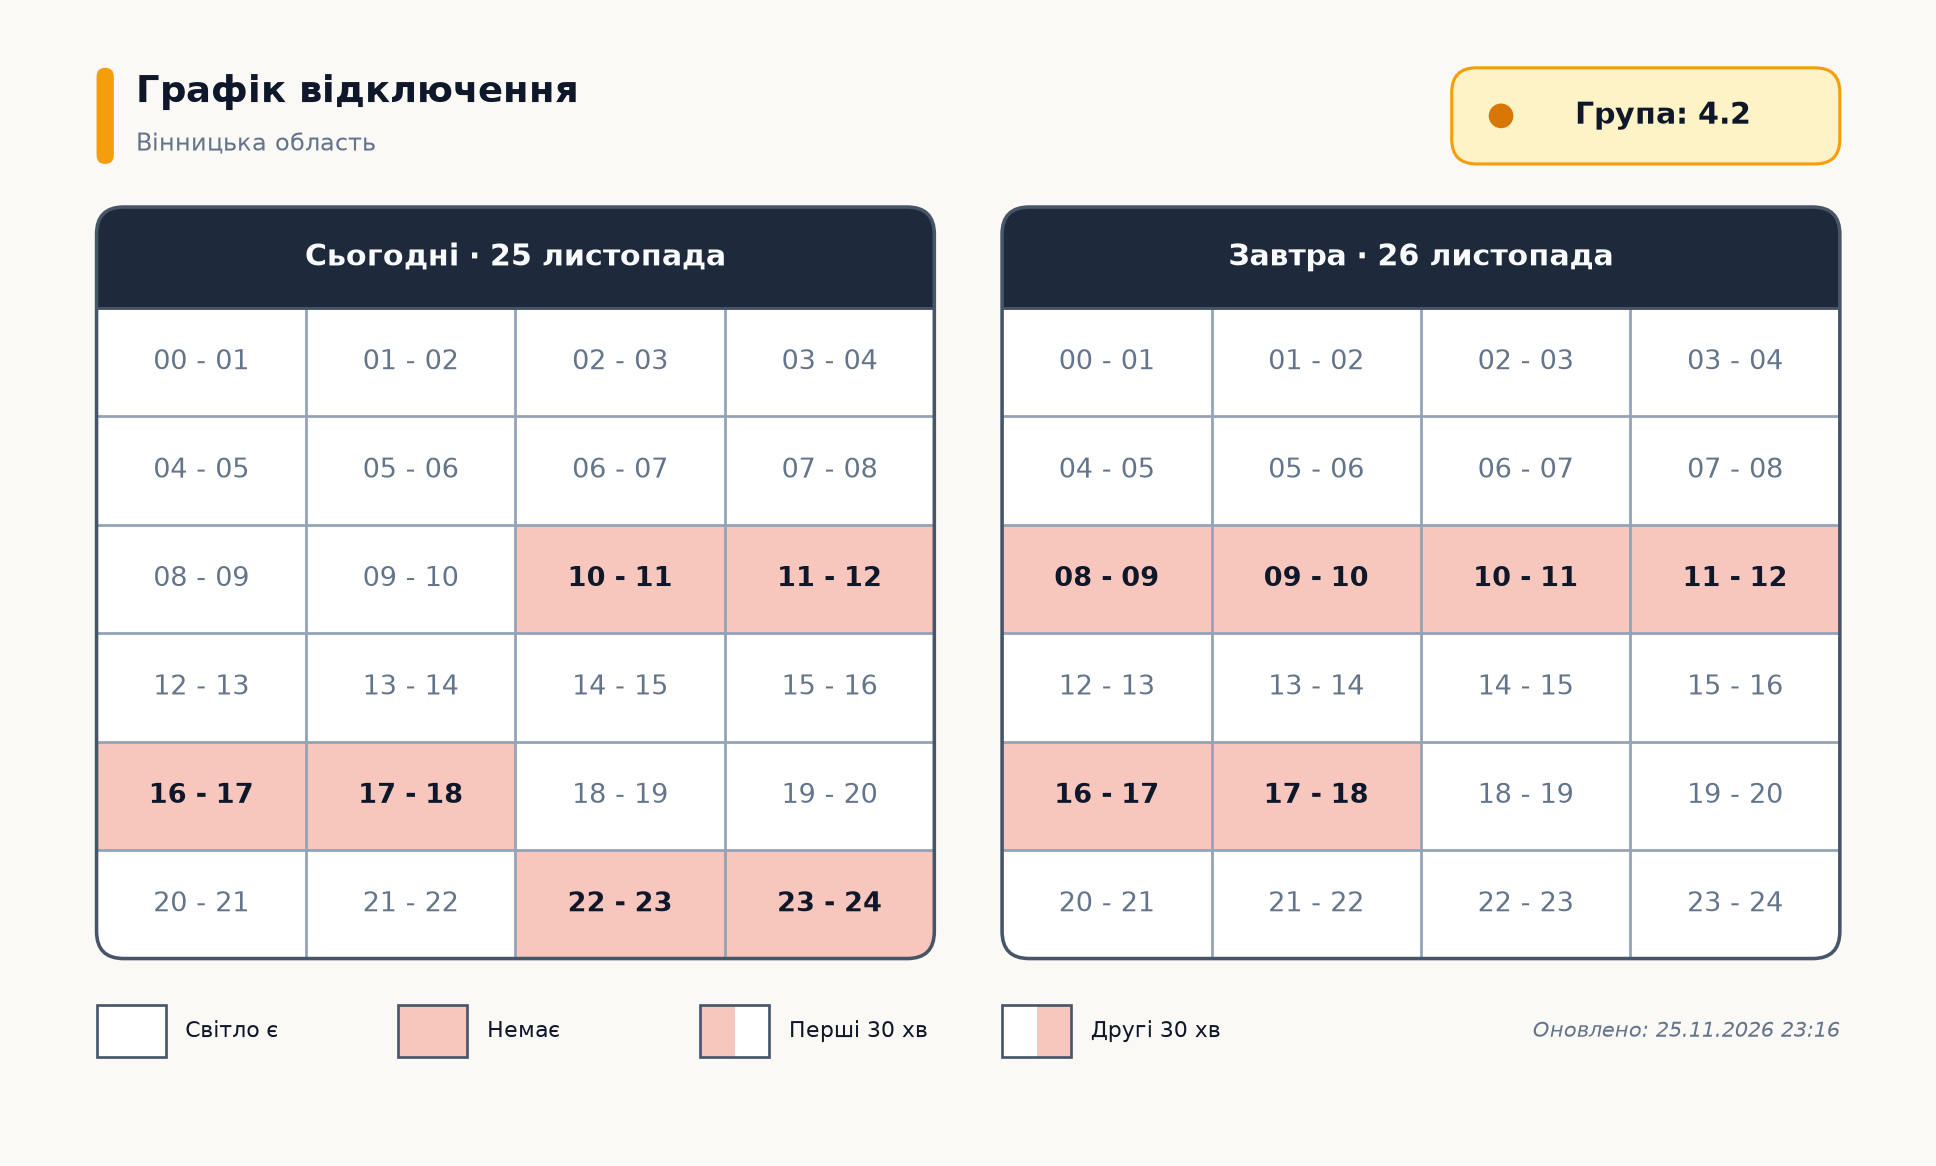 Графік відключення
Вінницька область
Група: 4.2
Сьогодні · 25 листопада
00 - 01 01 - 02 02 - 03 03 - 04
04 - 05 05 - 06 06 - 07 07 - 08
08 - 09 09 - 10 10 - 11 11 - 12
12 - 13 13 - 14 14 - 15 15 - 16
16 - 17 17 - 18 18 - 19 19 - 20
20 - 21 21 - 22 22 - 23 23 - 24
Завтра · 26 листопада
00 - 01 01 - 02 02 - 03 03 - 04
04 - 05 05 - 06 06 - 07 07 - 08
08 - 09 09 - 10 10 - 11 11 - 12
12 - 13 13 - 14 14 - 15 15 - 16
16 - 17 17 - 18 18 - 19 19 - 20
20 - 21 21 - 22 22 - 23 23 - 24
Світло є Немає Перші 30 хв Другі 30 хв
Оновлено: 25.11.2026 23:16